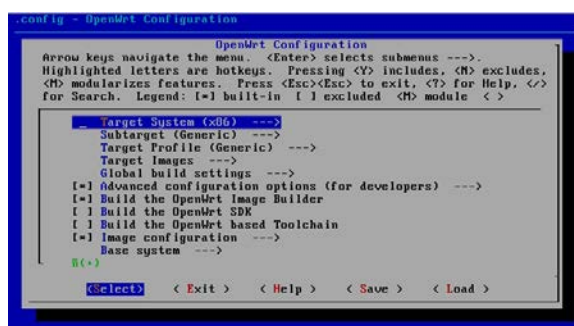 .config - OpenWrt Configuration
OpenWrt Configuration
Arrow keys navigate the menu. <Enter> selects submenus --->.
Highlighted letters are hotkeys. Pressing <Y> includes, <N> excludes,
<M> modularizes features. Press <Esc><Esc> to exit, <?> for Help, </>
for Search. Legend: [*] built-in [ ] excluded <M> module < >
Target System (x86) --->
Subtarget (Generic) --->
Target Profile (Generic) --->
Target Images --->
Global build settings --->
[*] Advanced configuration options (for developers) --->
[*] Build the OpenWrt Image Builder
[ ] Build the OpenWrt SDK
[ ] Build the OpenWrt based Toolchain
[*] Image configuration --->
Base system --->
(+)
<Select> < Exit > < Help > < Save > < Load >